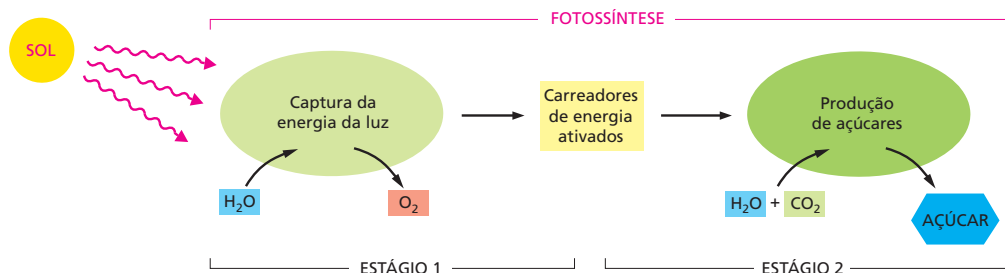 FOTOSSÍNTESE
SOL
Captura da
energia da luz
H₂O
O₂
Carreadores
de energia
ativados
Produção
de açúcares
H₂O + CO₂
AÇÚCAR
ESTÁGIO 1
ESTÁGIO 2